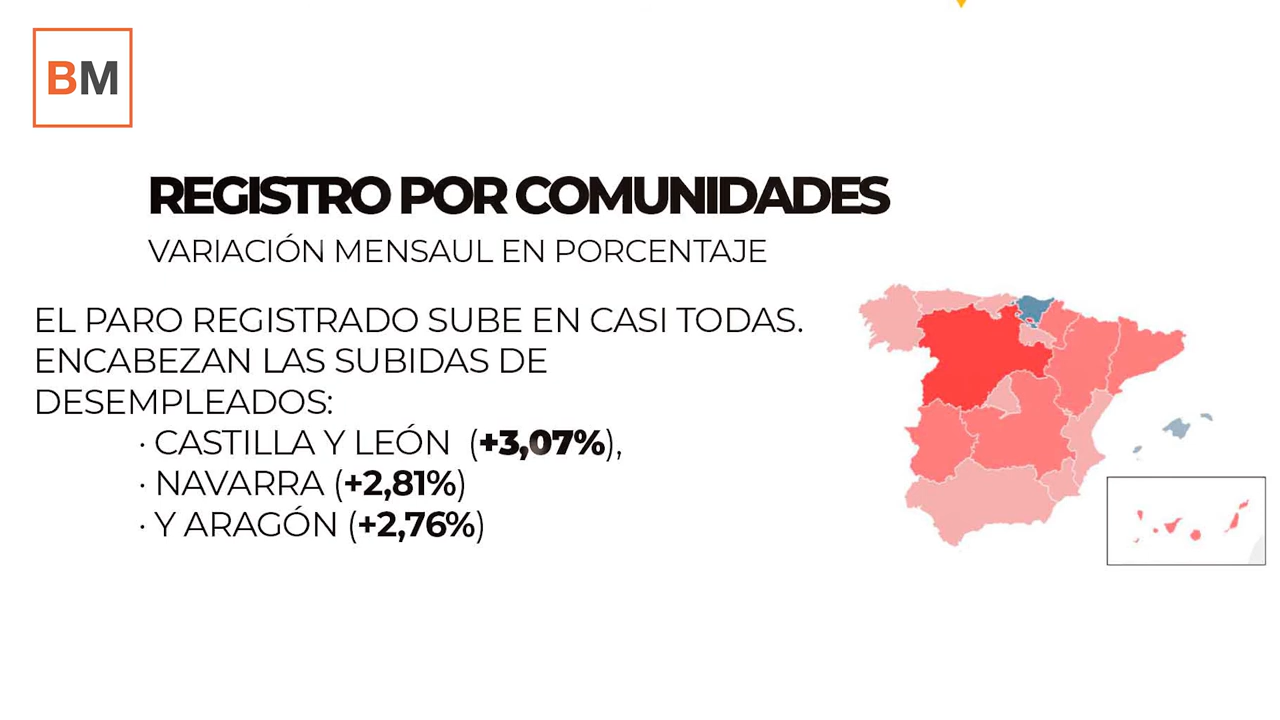 BM
REGISTRO POR COMUNIDADES
VARIACIÓN MENSAUL EN PORCENTAJE
EL PARO REGISTRADO SUBE EN CASI TODAS.
ENCABEZAN LAS SUBIDAS DE
DESEMPLEADOS:
· CASTILLA Y LEÓN (+3,07%),
· NAVARRA (+2,81%)
· Y ARAGÓN (+2,76%)